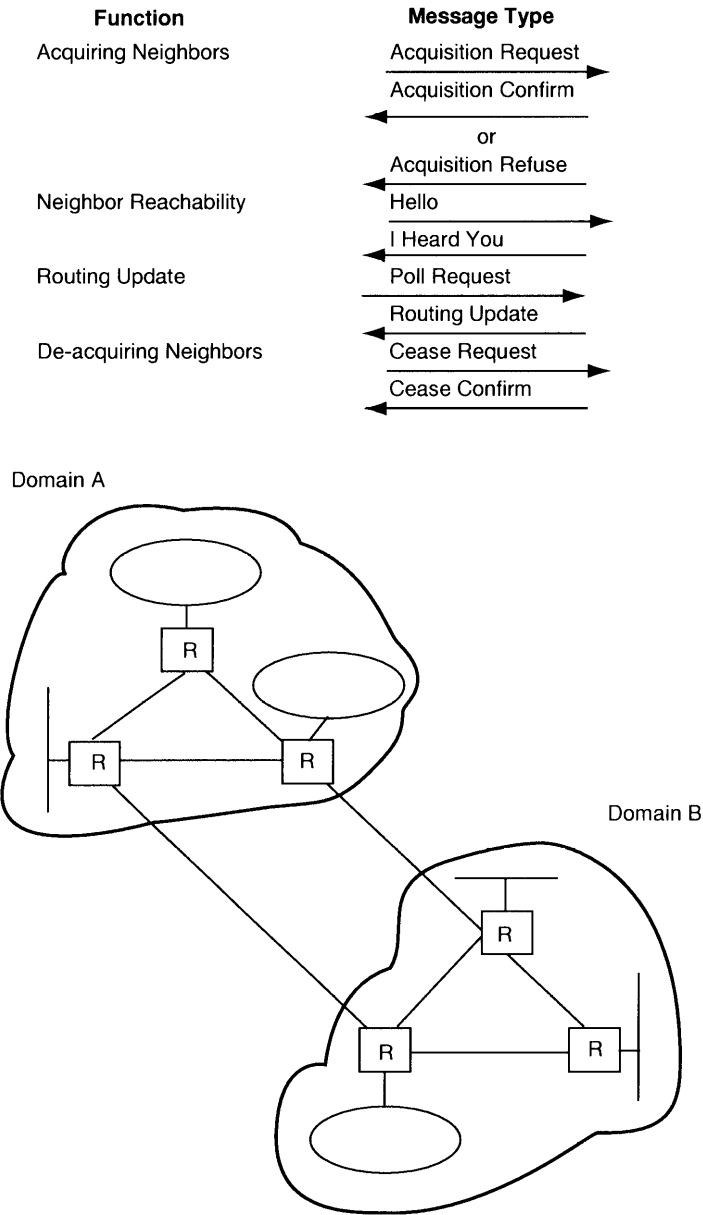 Function Message Type
Acquiring Neighbors Acquisition Request
Acquisition Confirm
or
Acquisition Refuse
Neighbor Reachability Hello
I Heard You
Routing Update Poll Request
Routing Update
De-acquiring Neighbors Cease Request
Cease Confirm
Domain A
R
R
R
Domain B
R
R
R